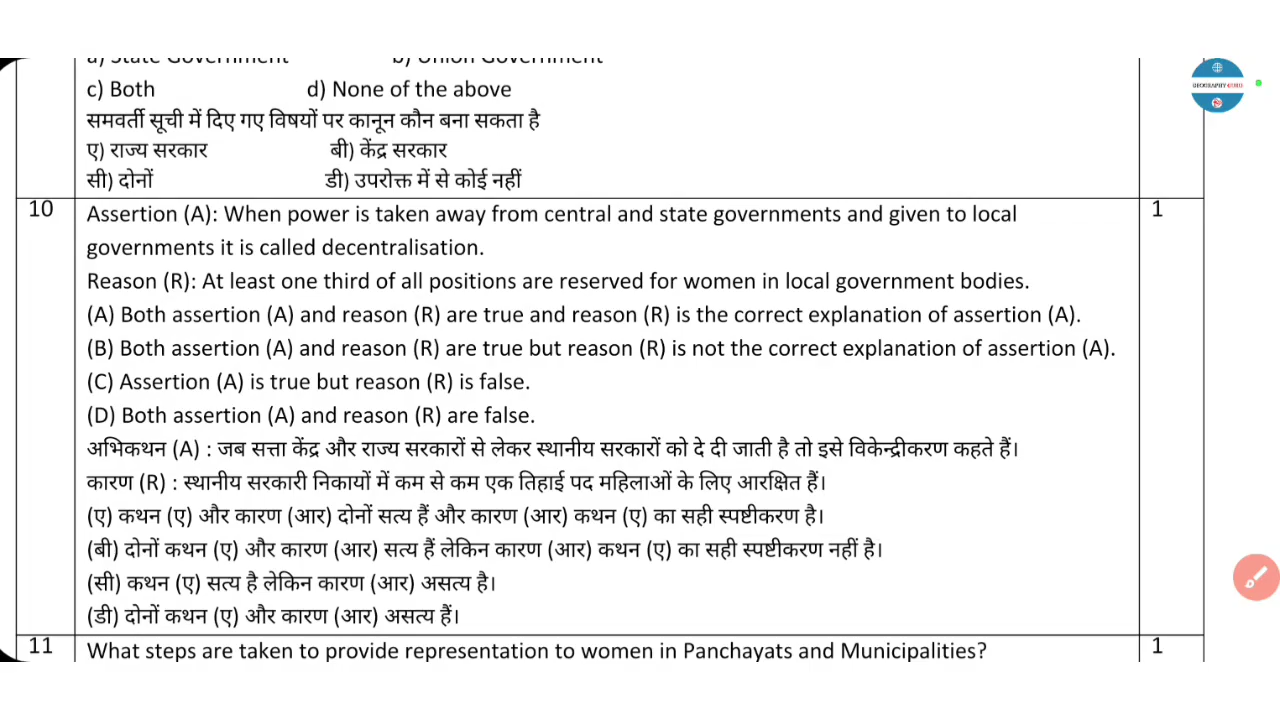 a) State Government b) Union Government
c) Both d) None of the above
समवर्ती सूची में दिए गए विषयों पर कानून कौन बना सकता है
ए) राज्य सरकार बी) केंद्र सरकार
सी) दोनों डी) उपरोक्त में से कोई नहीं
10 Assertion (A): When power is taken away from central and state governments and given to local 1
governments it is called decentralisation.
Reason (R): At least one third of all positions are reserved for women in local government bodies.
(A) Both assertion (A) and reason (R) are true and reason (R) is the correct explanation of assertion (A).
(B) Both assertion (A) and reason (R) are true but reason (R) is not the correct explanation of assertion (A).
(C) Assertion (A) is true but reason (R) is false.
(D) Both assertion (A) and reason (R) are false.
अभिकथन (A) : जब सत्ता केंद्र और राज्य सरकारों से लेकर स्थानीय सरकारों को दे दी जाती है तो इसे विकेन्द्रीकरण कहते हैं।
कारण (R) : स्थानीय सरकारी निकायों में कम से कम एक तिहाई पद महिलाओं के लिए आरक्षित हैं।
(ए) कथन (ए) और कारण (आर) दोनों सत्य हैं और कारण (आर) कथन (ए) का सही स्पष्टीकरण है।
(बी) दोनों कथन (ए) और कारण (आर) सत्य हैं लेकिन कारण (आर) कथन (ए) का सही स्पष्टीकरण नहीं है।
(सी) कथन (ए) सत्य है लेकिन कारण (आर) असत्य है।
(डी) दोनों कथन (ए) और कारण (आर) असत्य हैं।
11 What steps are taken to provide representation to women in Panchayats and Municipalities? 1
GEOGRAPHY GURU